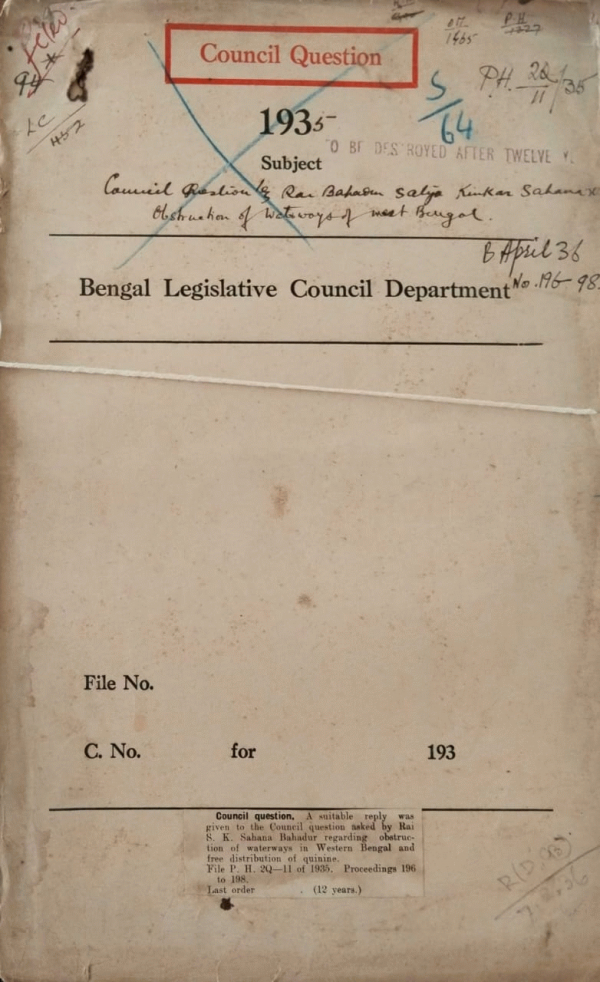 Council Question
P.H. 2Q/11/35
S/64
LC/452
1935
TO BE DESTROYED AFTER TWELVE Y
Subject
Council Question by Rai Bahadur Satya Kinkar Sahana
Obstruction of Waterways of west Bengal.
B April 36
Bengal Legislative Council Department
No. 196-98
File No.
C. No. for 193
Council question. A suitable reply was
given to the Council question asked by Rai
S. K. Sahana Bahadur regarding obstruc-
tion of waterways in Western Bengal and
free distribution of quinine.
File P. H. 2Q—11 of 1935. Proceedings 196
to 198.
Last order . (12 years.)